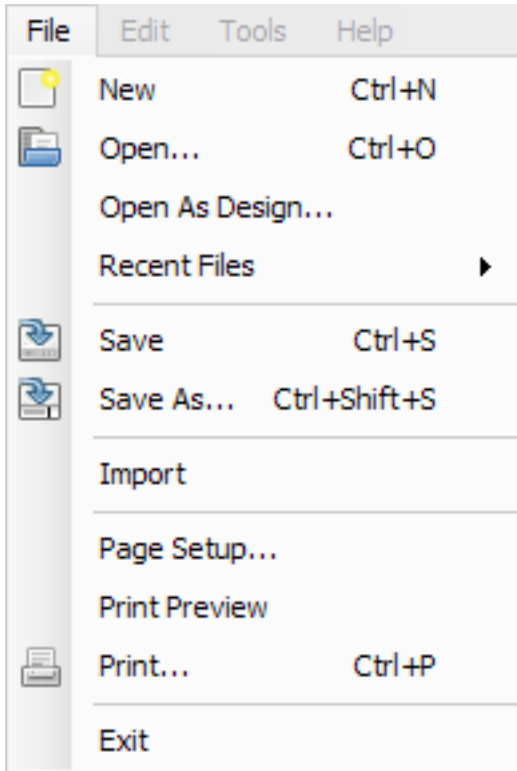 File Edit Tools Help
New Ctrl+N
Open... Ctrl+O
Open As Design...
Recent Files
Save Ctrl+S
Save As... Ctrl+Shift+S
Import
Page Setup...
Print Preview
Print... Ctrl+P
Exit